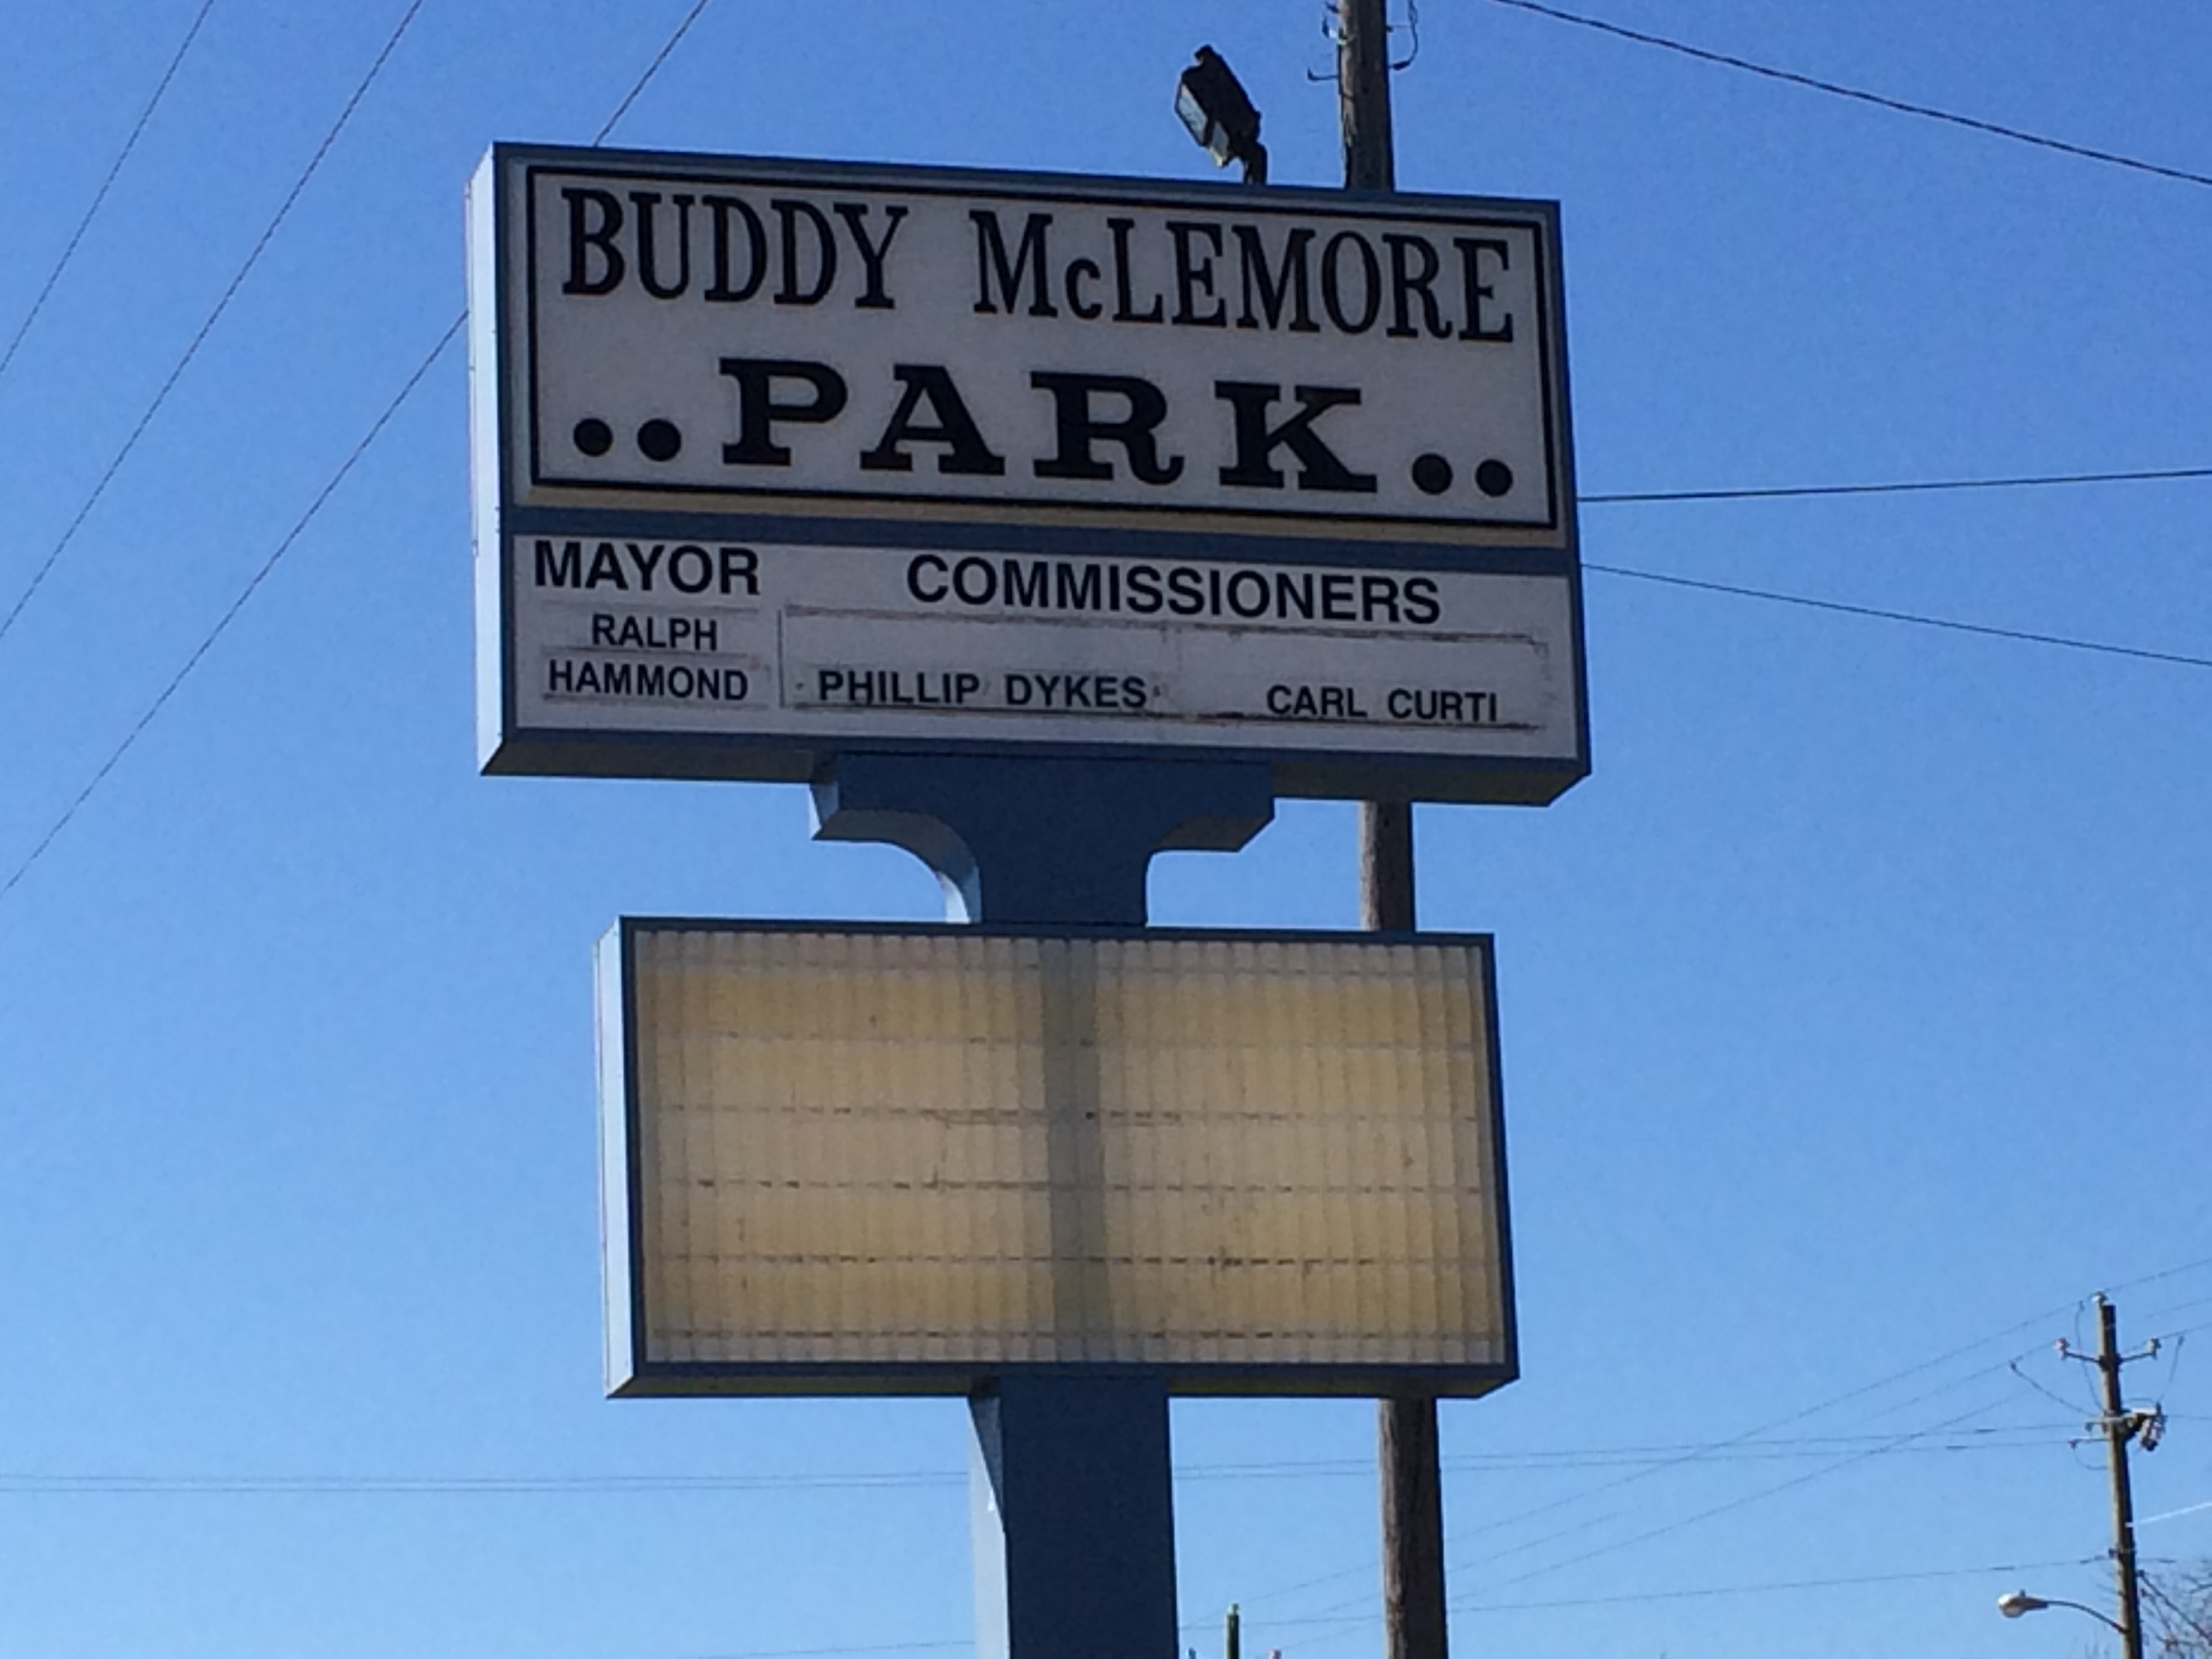 BUDDY McLEMORE
..PARK..
MAYOR COMMISSIONERS
RALPH
HAMMOND PHILLIP DYKES CARL CURTI